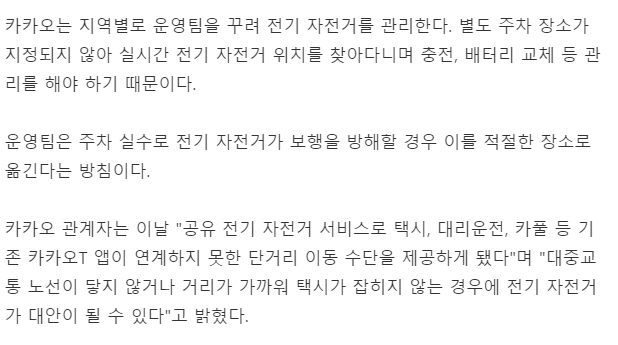 카카오는 지역별로 운영팀을 꾸려 전기 자전거를 관리한다. 별도 주차 장소가
지정되지 않아 실시간 전기 자전거 위치를 찾아다니며 충전, 배터리 교체 등 관
리를 해야 하기 때문이다.
운영팀은 주차 실수로 전기 자전거가 보행을 방해할 경우 이를 적절한 장소로
옮긴다는 방침이다.
카카오 관계자는 이날 "공유 전기 자전거 서비스로 택시, 대리운전, 카풀 등 기
존 카카오T 앱이 연계하지 못한 단거리 이동 수단을 제공하게 됐다"며 "대중교
통 노선이 닿지 않거나 거리가 가까워 택시가 잡히지 않는 경우에 전기 자전거
가 대안이 될 수 있다"고 밝혔다.